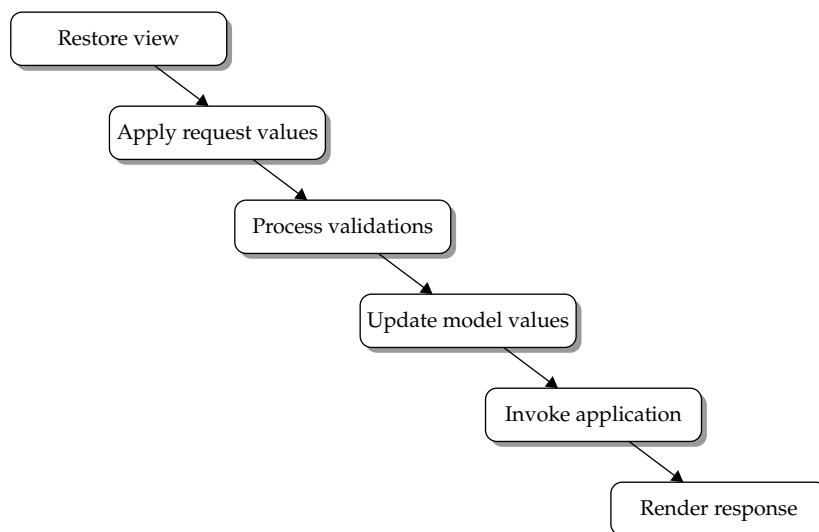 Restore view
Apply request values
Process validations
Update model values
Invoke application
Render response